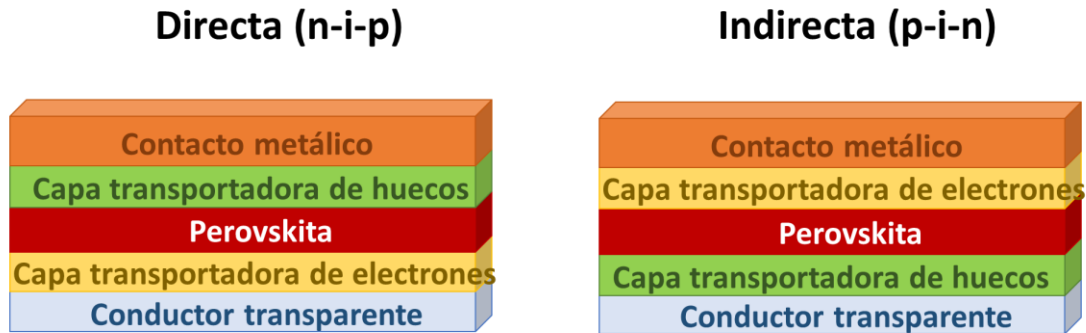 Directa (n-i-p)
Contacto metálico
Capa transportadora de huecos
Perovskita
Capa transportadora de electrones
Conductor transparente
Indirecta (p-i-n)
Contacto metálico
Capa transportadora de electrones
Perovskita
Capa transportadora de huecos
Conductor transparente